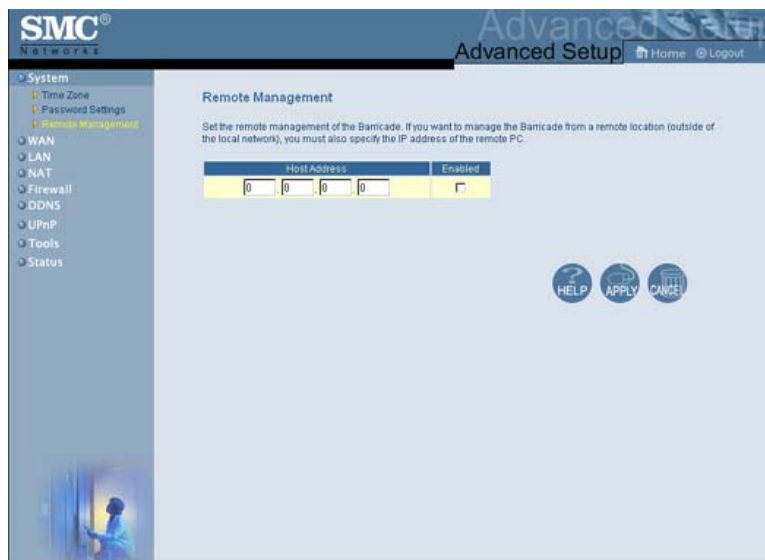 SMC®
Networks
Advanced Setup
Advanced Setup
Home
Logout
System
Time Zone
Password Settings
Remote Management
WAN
LAN
NAT
Firewall
DDNS
UPnP
Tools
Status
Remote Management
Set the remote management of the Barricade. If you want to manage the Barricade from a remote location (outside of
the local network), you must also specify the IP address of the remote PC.
Host Address Enabled
0 . 0 . 0 . 0
HELP APPLY CANCEL